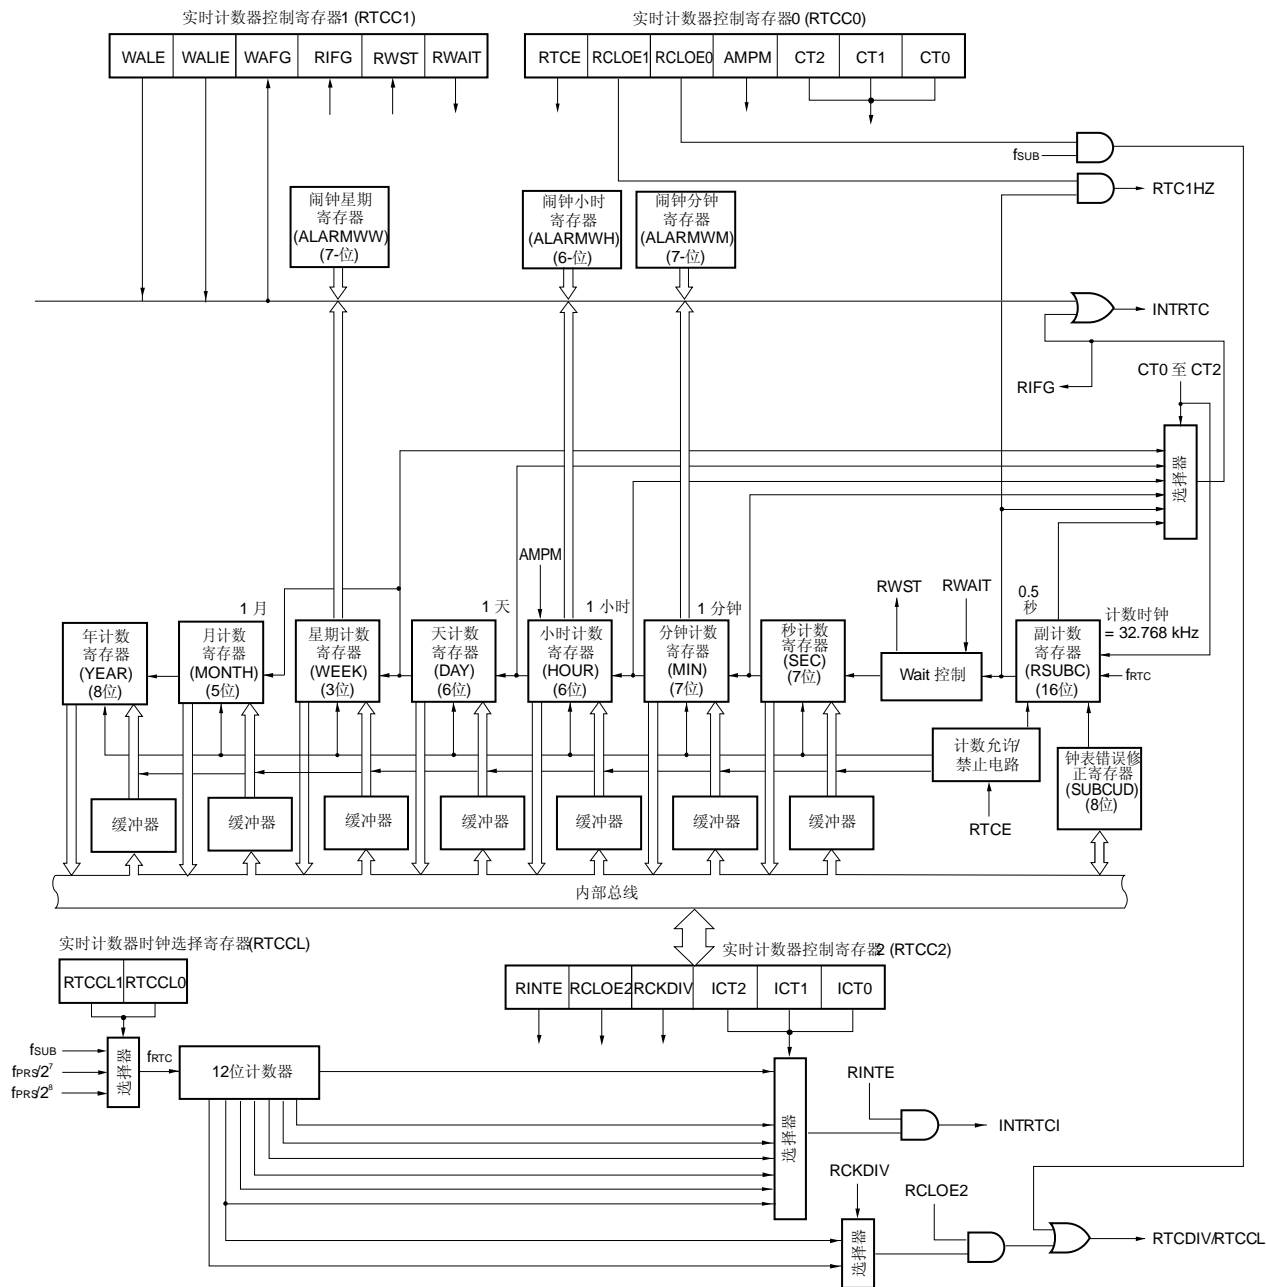 实时计数器控制寄存器1 (RTCC1)
WALE WALIE WAFG RIFG RWST RWAIT
实时计数器控制寄存器0 (RTCC0)
RTCE RCLOE1 RCLOE0 AMPM CT2 CT1 CT0
fSUB
RTC1HZ
闹钟星期
寄存器
(ALARMWW)
(7-位)
闹钟小时
寄存器
(ALARMWH)
(6-位)
闹钟分钟
寄存器
(ALARMWM)
(7-位)
INTRTC
RIFG
CT0 至 CT2
选择器
AMPM
RWST
RWAIT
0.5
秒
计数时钟
= 32.768 kHz
1 月
1 天
1 小时
1 分钟
年计数
寄存器
(YEAR)
(8位)
月计数
寄存器
(MONTH)
(5位)
星期计数
寄存器
(WEEK)
(3位)
天计数
寄存器
(DAY)
(6位)
小时计数
寄存器
(HOUR)
(6位)
分钟计数
寄存器
(MIN)
(7位)
秒计数
寄存器
(SEC)
(7位)
Wait 控制
副计数
寄存器
(RSUBC)
(16位)
fRTC
计数允许/
禁止电路
RTCE
钟表错误修
正寄存器
(SUBCUD)
(8位)
缓冲器
缓冲器
缓冲器
缓冲器
缓冲器
缓冲器
缓冲器
内部总线
实时计数器时钟选择寄存器(RTCCL)
RTCCL1 RTCCL0
实时计数器控制寄存器2 (RTCC2)
RINTE RCLOE2 RCKDIV ICT2 ICT1 ICT0
fSUB
fPRS/2⁷
fPRS/2⁸
选择器
fRTC
12位计数器
选择器
RINTE
INTRTCI
RCKDIV
选择器
RCLOE2
RTCDIV/RTCCL